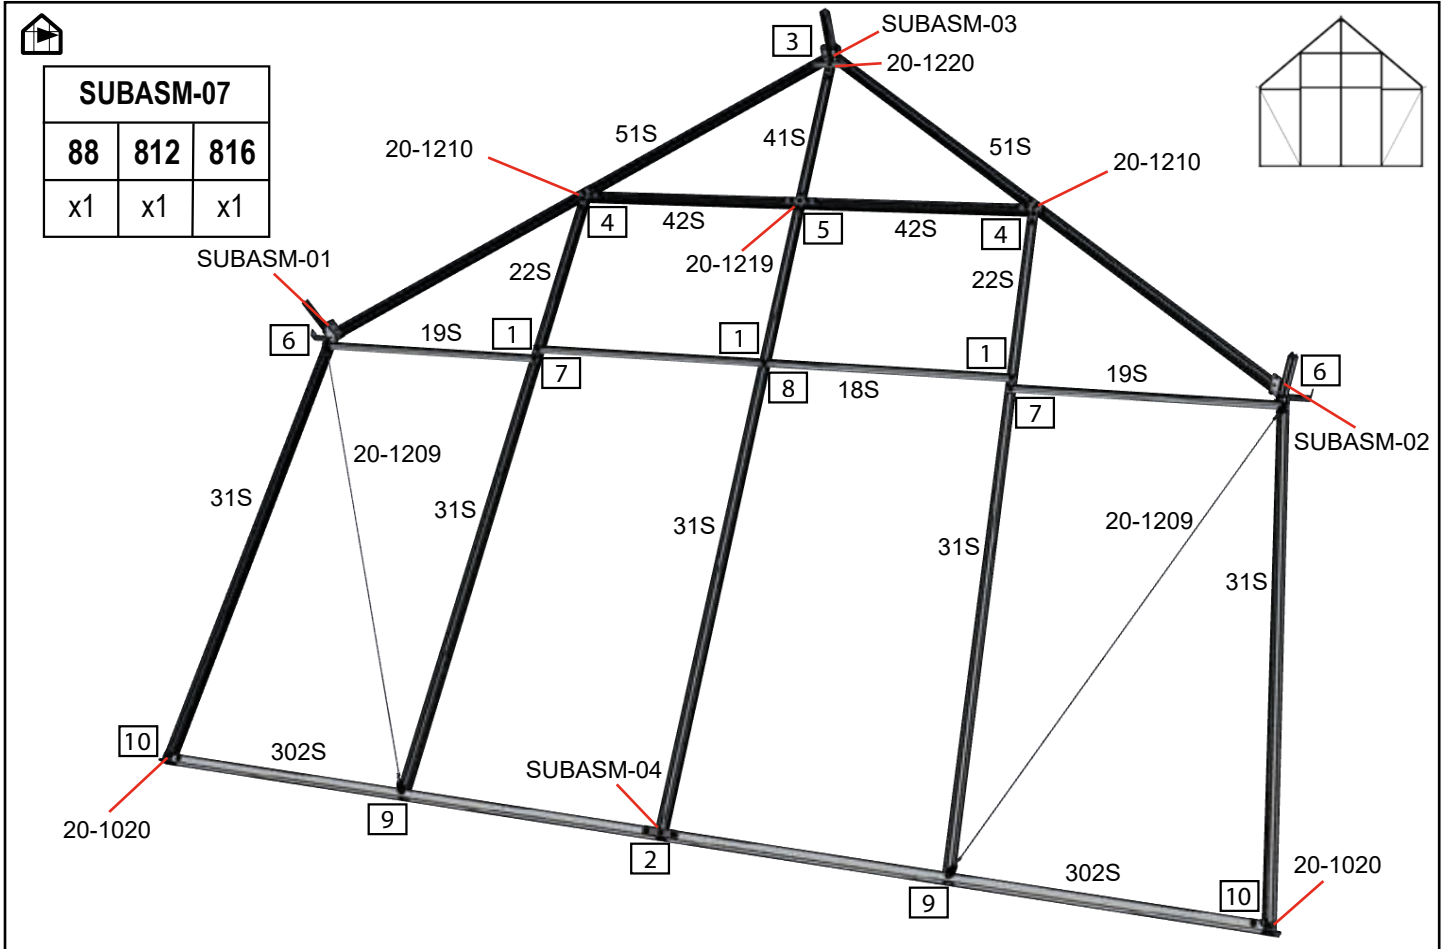 SUBASM-03
3
20-1220
SUBASM-07
88 812 816
x1 x1 x1
51S
41S
51S
20-1210
20-1210
4
42S
5
42S
4
SUBASM-01
20-1219
22S
22S
6
19S
1
1
1
7
8
18S
7
19S
6
SUBASM-02
20-1209
31S
31S
31S
20-1209
31S
31S
10
302S
SUBASM-04
20-1020
9
2
9
302S
10
20-1020